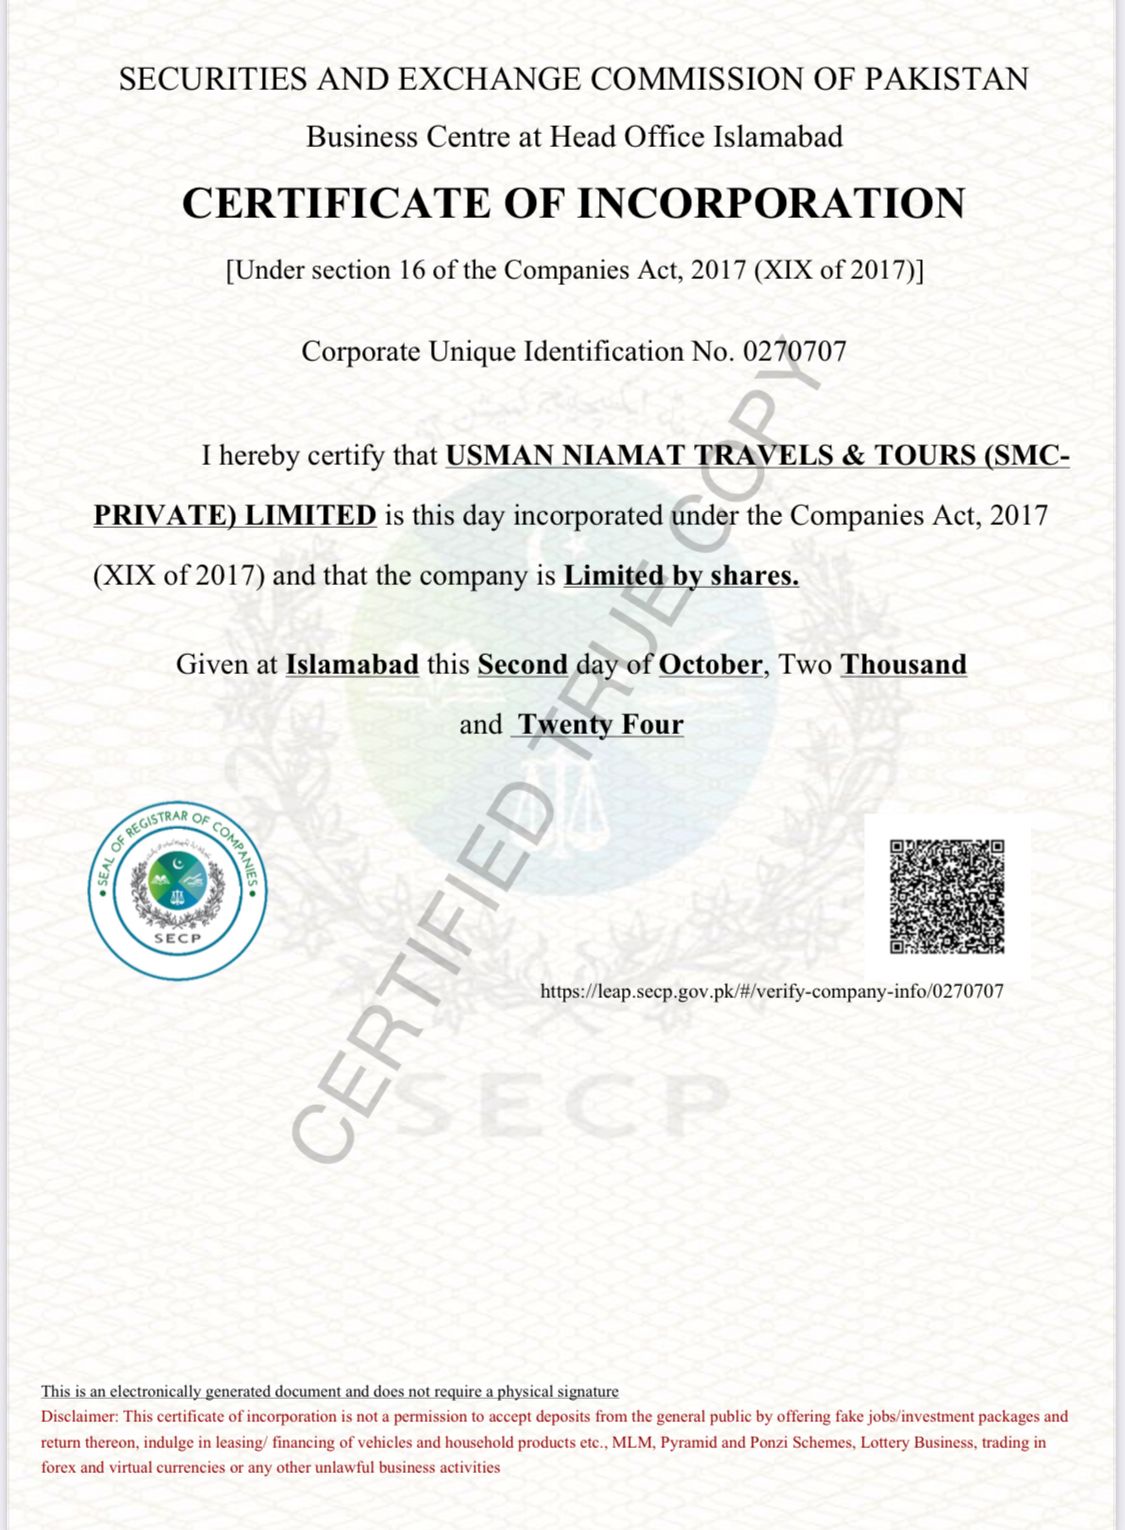 SECURITIES AND EXCHANGE COMMISSION OF PAKISTAN
Business Centre at Head Office Islamabad
CERTIFICATE OF INCORPORATION
[Under section 16 of the Companies Act, 2017 (XIX of 2017)]
Corporate Unique Identification No. 0270707
I hereby certify that USMAN NIAMAT TRAVELS & TOURS (SMC-
PRIVATE) LIMITED is this day incorporated under the Companies Act, 2017
(XIX of 2017) and that the company is Limited by shares.
Given at Islamabad this Second day of October, Two Thousand
and Twenty Four
CERTIFIED TRUE COPY
SEAL OF REGISTRAR OF COMPANIES
SECP
https://leap.secp.gov.pk/#/verify-company-info/0270707
SECP
This is an electronically generated document and does not require a physical signature
Disclaimer: This certificate of incorporation is not a permission to accept deposits from the general public by offering fake jobs/investment packages and
return thereon, indulge in leasing/ financing of vehicles and household products etc., MLM, Pyramid and Ponzi Schemes, Lottery Business, trading in
forex and virtual currencies or any other unlawful business activities